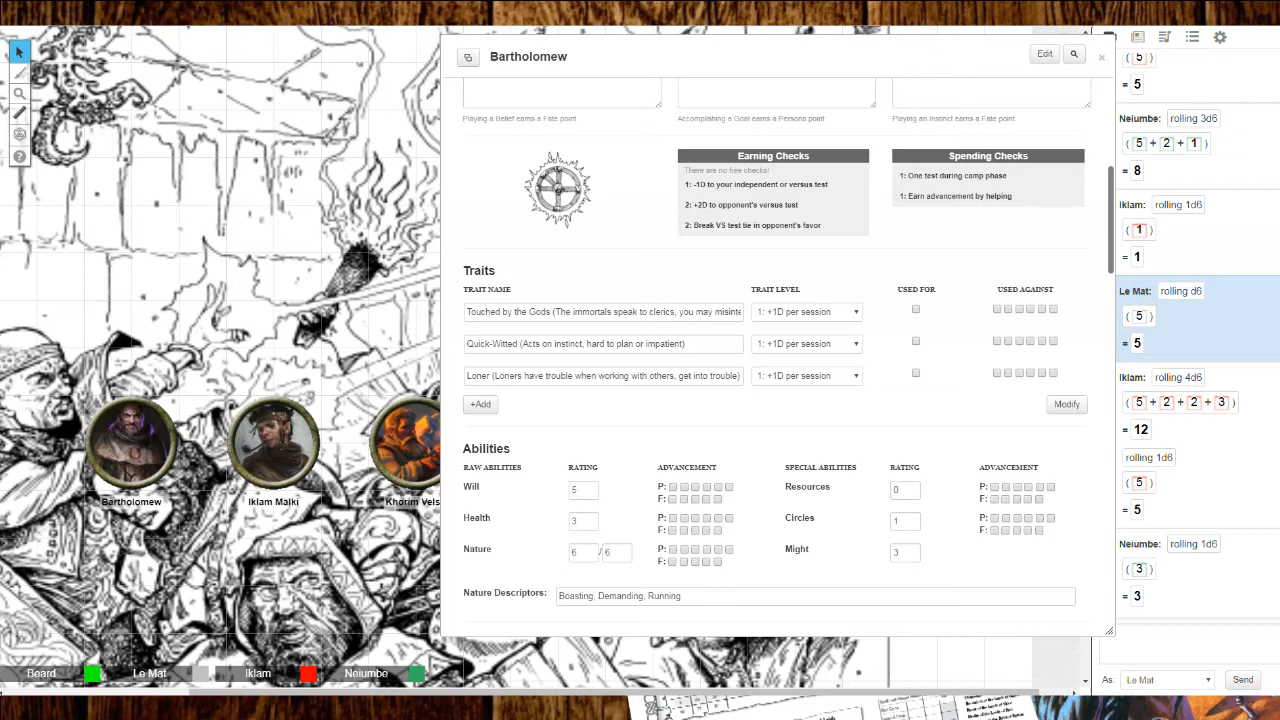 Bartholomew
Edit
Playing a Belief earns a Fate point
Accomplishing a Goal earns a Persona point
Playing an Instinct earns a Fate point
Earning Checks
There are no free checks!
1: -1D to your independent or versus test
2: +2D to opponent's versus test
2: Break VS test tie in opponent's favor
Spending Checks
1: One test during camp phase
1: Earn advancement by helping
Traits
TRAIT NAME TRAIT LEVEL USED FOR USED AGAINST
Touched by the Gods (The immortals speak to clerics, you may misinte 1: +1D per session
Quick-Witted (Acts on instinct, hard to plan or impatient) 1: +1D per session
Loner (Loners have trouble when working with others, get into trouble) 1: +1D per session
+Add Modify
Abilities
RAW ABILITIES RATING ADVANCEMENT SPECIAL ABILITIES RATING ADVANCEMENT
Will 5 P: Resources 0 P:
F: F:
Health 3 P: Circles 1 P:
F: F:
Nature 6 / 6 P: Might 3
F:
Nature Descriptors: Boasting, Demanding, Running
Bartholomew
Iklam Malki
Khorim Vels
Beard
Le Mat
Iklam
Neiumbe
( 5 )
= 5
Neiumbe: rolling 3d6
( 5 + 2 + 1 )
= 8
Iklam: rolling 1d6
( 1 )
= 1
Le Mat: rolling d6
( 5 )
= 5
Iklam: rolling 4d6
( 5 + 2 + 2 + 3 )
= 12
rolling 1d6
( 5 )
= 5
Neiumbe: rolling 1d6
( 3 )
= 3
As: Le Mat Send